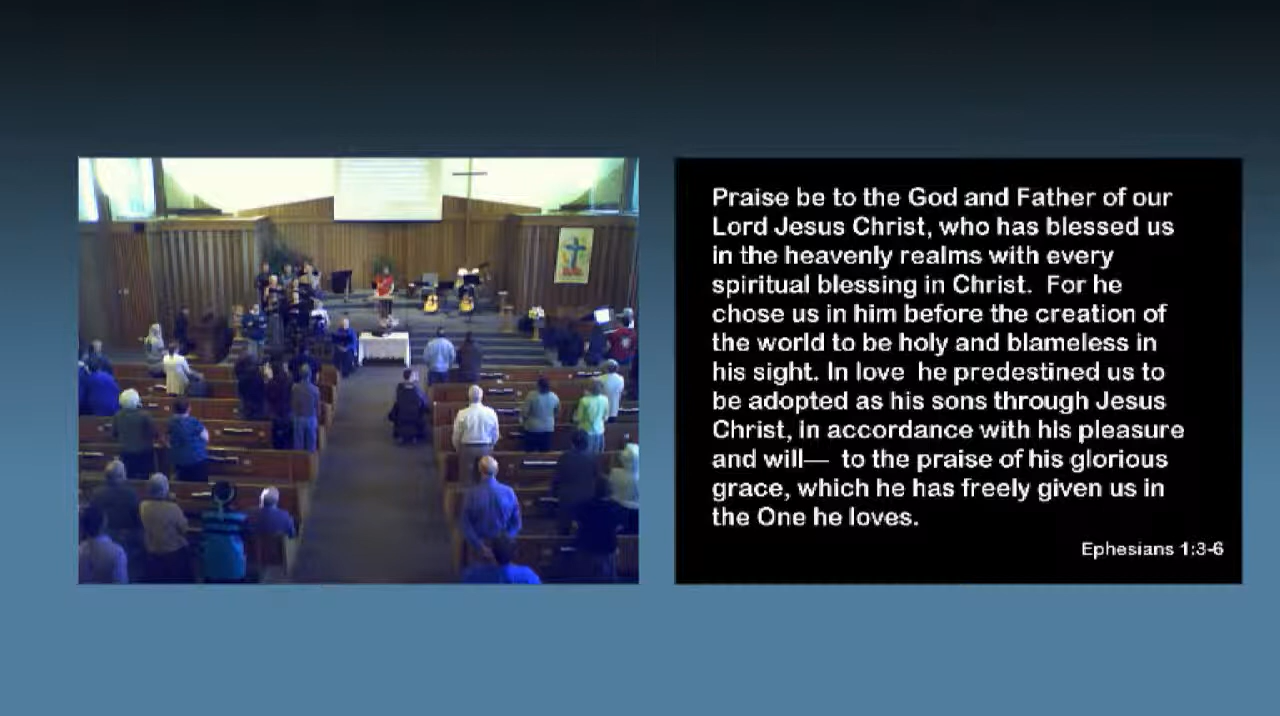 Praise be to the God and Father of our
Lord Jesus Christ, who has blessed us
in the heavenly realms with every
spiritual blessing in Christ.  For he
chose us in him before the creation of
the world to be holy and blameless in
his sight. In love  he predestined us to
be adopted as his sons through Jesus
Christ, in accordance with his pleasure
and will—  to the praise of his glorious
grace, which he has freely given us in
the One he loves.
Ephesians 1:3-6